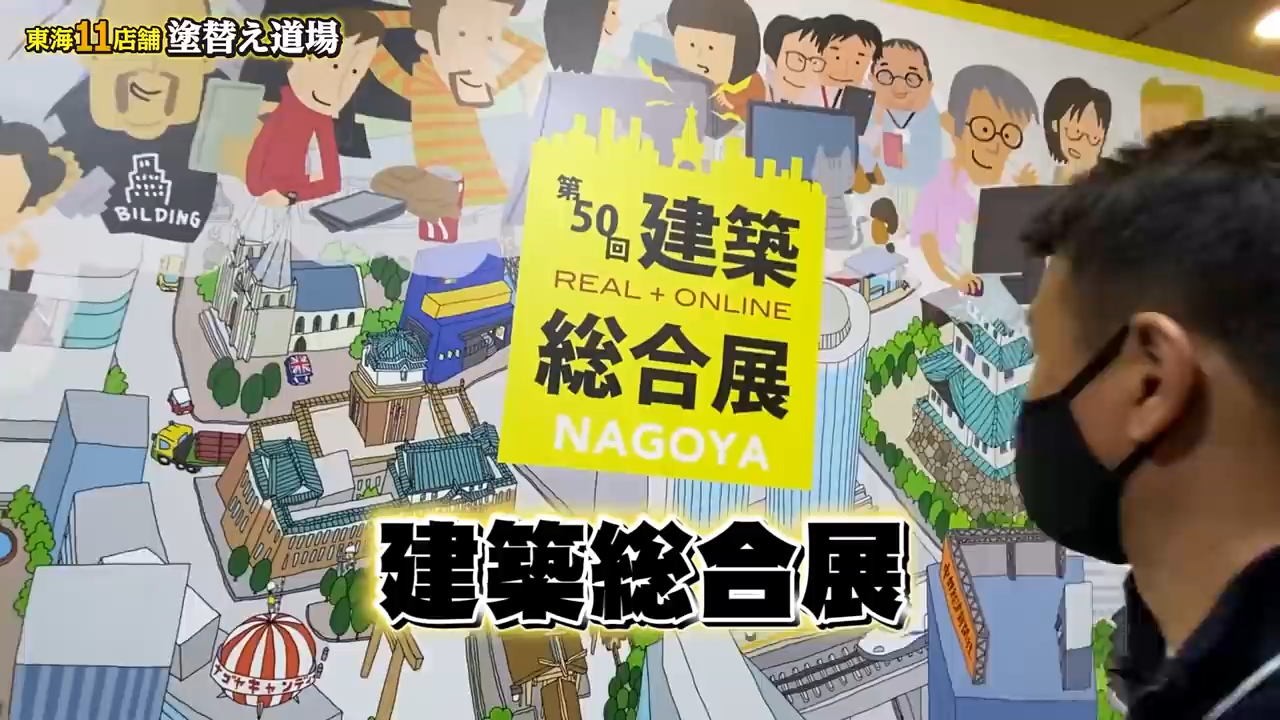 東海11店舗 塗替え道場
BILDING
第50回 建築
REAL + ONLINE
総合展
NAGOYA
建築総合展